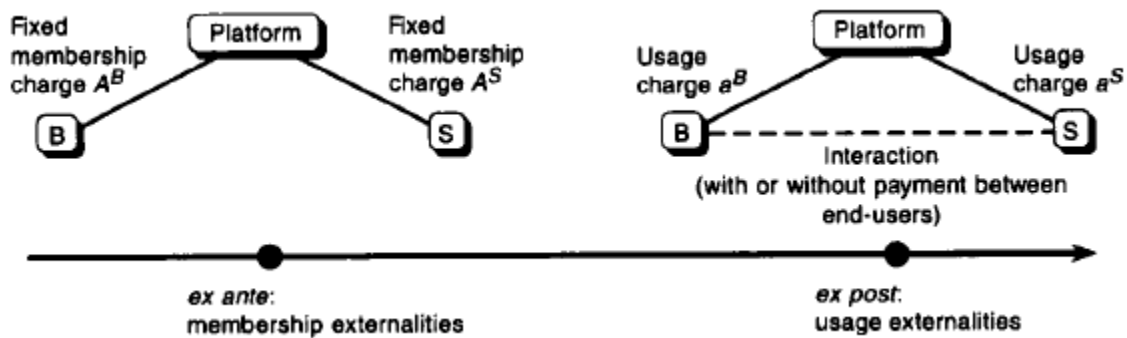 Fixed
membership
charge A^B
Platform
Fixed
membership
charge A^S
B
S
Usage
charge a^B
Platform
Usage
charge a^S
B
S
Interaction
(with or without payment between
end-users)
ex ante:
membership externalities
ex post:
usage externalities